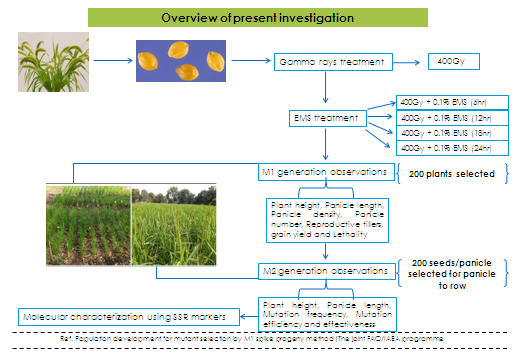 Overview of present investigation
Gamma rays treatment
400Gy
EMS treatment
400Gy + 0.1% EMS (6hr)
400Gy + 0.1% EMS (12hr)
400Gy + 0.1% EMS (18hr)
400Gy + 0.1% EMS (24hr)
M1 generation observations
200 plants selected
Plant height, Panicle length,
Panicle density, Panicle
number, Reproductive tillers,
grain yield and Lethality
M2 generation observations
200 seeds/panicle
selected for panicle
to row
Plant height, Panicle length,
Mutation frequency, Mutation
efficiency and effectiveness
Molecular characterization using SSR markers
Ref. Population development for mutant selection by M1 spike progeny method (The joint FAO/IAEA programme